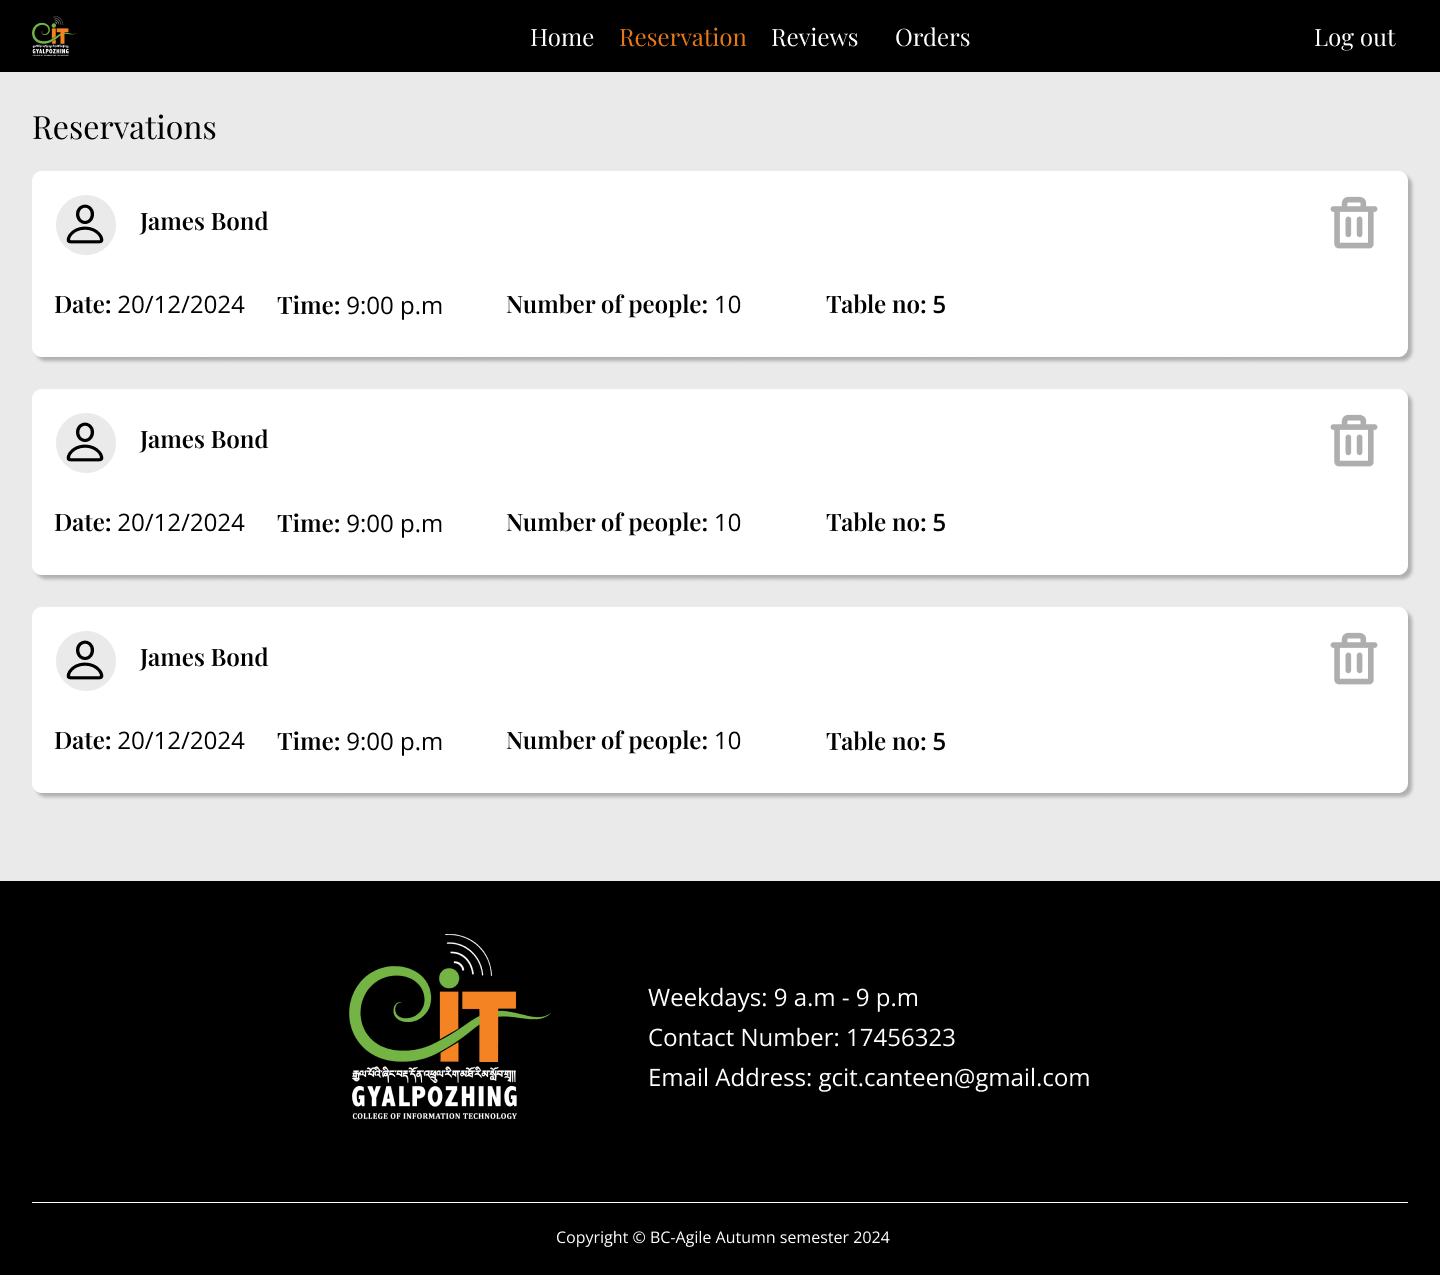 CiT
GYALPOZHING
Home Reservation Reviews Orders Log out
Reservations
James Bond
Date: 20/12/2024 Time: 9:00 p.m Number of people: 10 Table no: 5
James Bond
Date: 20/12/2024 Time: 9:00 p.m Number of people: 10 Table no: 5
James Bond
Date: 20/12/2024 Time: 9:00 p.m Number of people: 10 Table no: 5
CiT
GYALPOZHING
COLLEGE OF INFORMATION TECHNOLOGY
Weekdays: 9 a.m - 9 p.m
Contact Number: 17456323
Email Address: gcit.canteen@gmail.com
Copyright © BC-Agile Autumn semester 2024